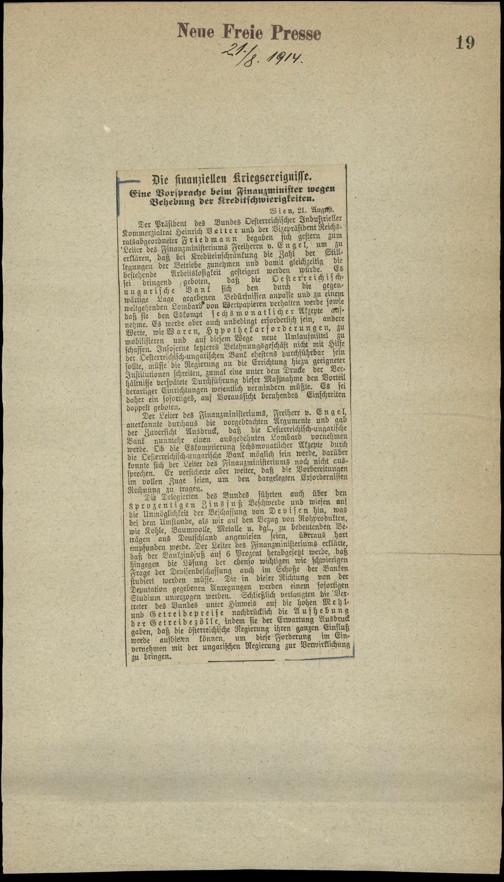 Neue Freie Presse
19
21./8. 1914.
Die finanziellen Kriegsereignisse.
Eine Vorsprache beim Finanzminister wegen
Behebung der Kreditschwierigkeiten.
Wien, 21. August.
Der Präsident des Bundes Oesterreichischer Industrieller
Kommerzialrat Heinrich Vetter und der Vizepräsident Reichs-
ratsabgeordneter Friedmann begaben sich gestern zum
Leiter des Finanzministeriums Freiherrn v. Engel, um zu
erklären, daß bei Krediteinschränkung die Zahl der Still-
legungen der Betriebe zunehmen und damit gleichzeitig die
bestehende Arbeitslosigkeit gesteigert werden würde. Es
sei dringend geboten, daß die Oesterreichisch-
ungarische Bank sich den durch die gegen-
wärtige Lage gegebenen Bedürfnissen anpasse und zu einem
weitgehenden Lombard von Wertpapieren verhalten werde sowie
daß sie den Eskompt sechsmonatlicher Akzepte auf-
nehme. Es werde aber auch unbedingt erforderlich sein, andere
Werte, wie Waren, Hypothekarforderungen, zu
mobilisieren und auf diesem Wege neue Umlaufmittel zu
schaffen. Insoferne letzteres Belehnungsgeschäft nicht mit Hilfe
der Oesterreichisch-ungarischen Bank ehestens durchführbar sein
sollte, müßte die Regierung an die Errichtung hiezu geeigneter
Institutionen schreiten, zumal eine unter dem Drucke der Ver-
hältnisse verspätete Durchführung dieser Maßnahme den Vorteil
derartiger Einrichtungen wesentlich vermindern müßte. Es sei
daher ein sofortiges, auf Voraussicht beruhendes Einschreiten
doppelt geboten.
Der Leiter des Finanzministeriums, Freiherr v. Engel,
anerkannte durchaus die vorgebrachten Argumente und gab
der Zuversicht Ausdruck, daß die Oesterreichisch-ungarische
Bank nunmehr einen ausgedehnten Lombard vornehmen
werde. Ob die Eskomptierung sechsmonatlicher Akzepte durch
die Oesterreichisch-ungarische Bank möglich sein werde, darüber
konnte sich der Leiter des Finanzministeriums noch nicht aus-
sprechen. Er versicherte aber weiter, daß die Vorbereitungen
im vollen Zuge seien, um den dargelegten Erfordernissen
Rechnung zu tragen.
Die Delegierten des Bundes führten auch über den
8prozentigen Zinsfuß Beschwerde und wiesen auf
die Unmöglichkeit der Beschaffung von Devisen hin, was
bei dem Umstande, als wir auf den Bezug von Rohprodukten,
wie Kohle, Baumwolle, Metalle u. dgl., zu bedeutenden Be-
trägen aus Deutschland angewiesen seien, überaus hart
empfunden werde. Der Leiter des Finanzministeriums erklärte,
daß der Bankzinsfuß auf 6 Prozent herabgesetzt werde, daß
hingegen die Lösung der ebenso wichtigen wie schwierigen
Frage der Devisenbeschaffung auch im Schoße der Banken
studiert werden müsse. Die in dieser Richtung von der
Deputation gegebenen Anregungen werden einem sofortigen
Studium unterzogen werden. Schließlich verlangten die Ver-
treter des Bundes unter Hinweis auf die hohen Mehl-
und Getreidepreise nachdrücklich die Aufhebung
der Getreidezölle, indem sie der Erwartung Ausdruck
gaben, daß die österreichische Regierung ihren ganzen Einfluß
werde aufbieten können, um diese Forderung im Ein-
vernehmen mit der ungarischen Regierung zur Verwirklichung
zu bringen.